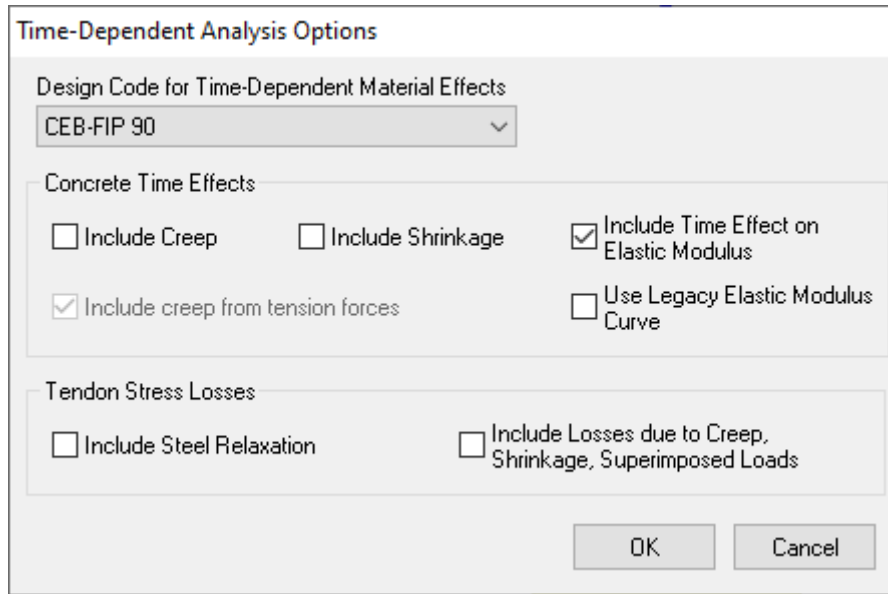 Time-Dependent Analysis Options
Design Code for Time-Dependent Material Effects
CEB-FIP 90
Concrete Time Effects
Include Creep
Include Shrinkage
Include Time Effect on
Elastic Modulus
Include creep from tension forces
Use Legacy Elastic Modulus
Curve
Tendon Stress Losses
Include Steel Relaxation
Include Losses due to Creep,
Shrinkage, Superimposed Loads
OK
Cancel